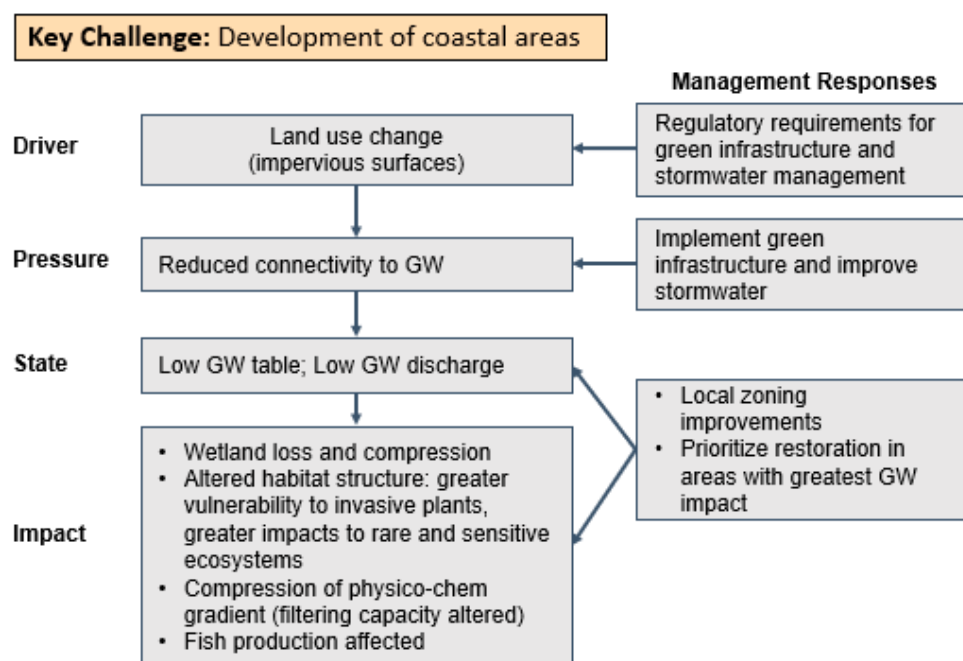 Key Challenge: Development of coastal areas
Management Responses
Driver
Land use change
(impervious surfaces)
Regulatory requirements for
green infrastructure and
stormwater management
Pressure
Reduced connectivity to GW
Implement green
infrastructure and improve
stormwater
State
Low GW table; Low GW discharge
• Local zoning
improvements
• Prioritize restoration in
areas with greatest GW
impact
Impact
• Wetland loss and compression
• Altered habitat structure: greater
vulnerability to invasive plants,
greater impacts to rare and sensitive
ecosystems
• Compression of physico-chem
gradient (filtering capacity altered)
• Fish production affected